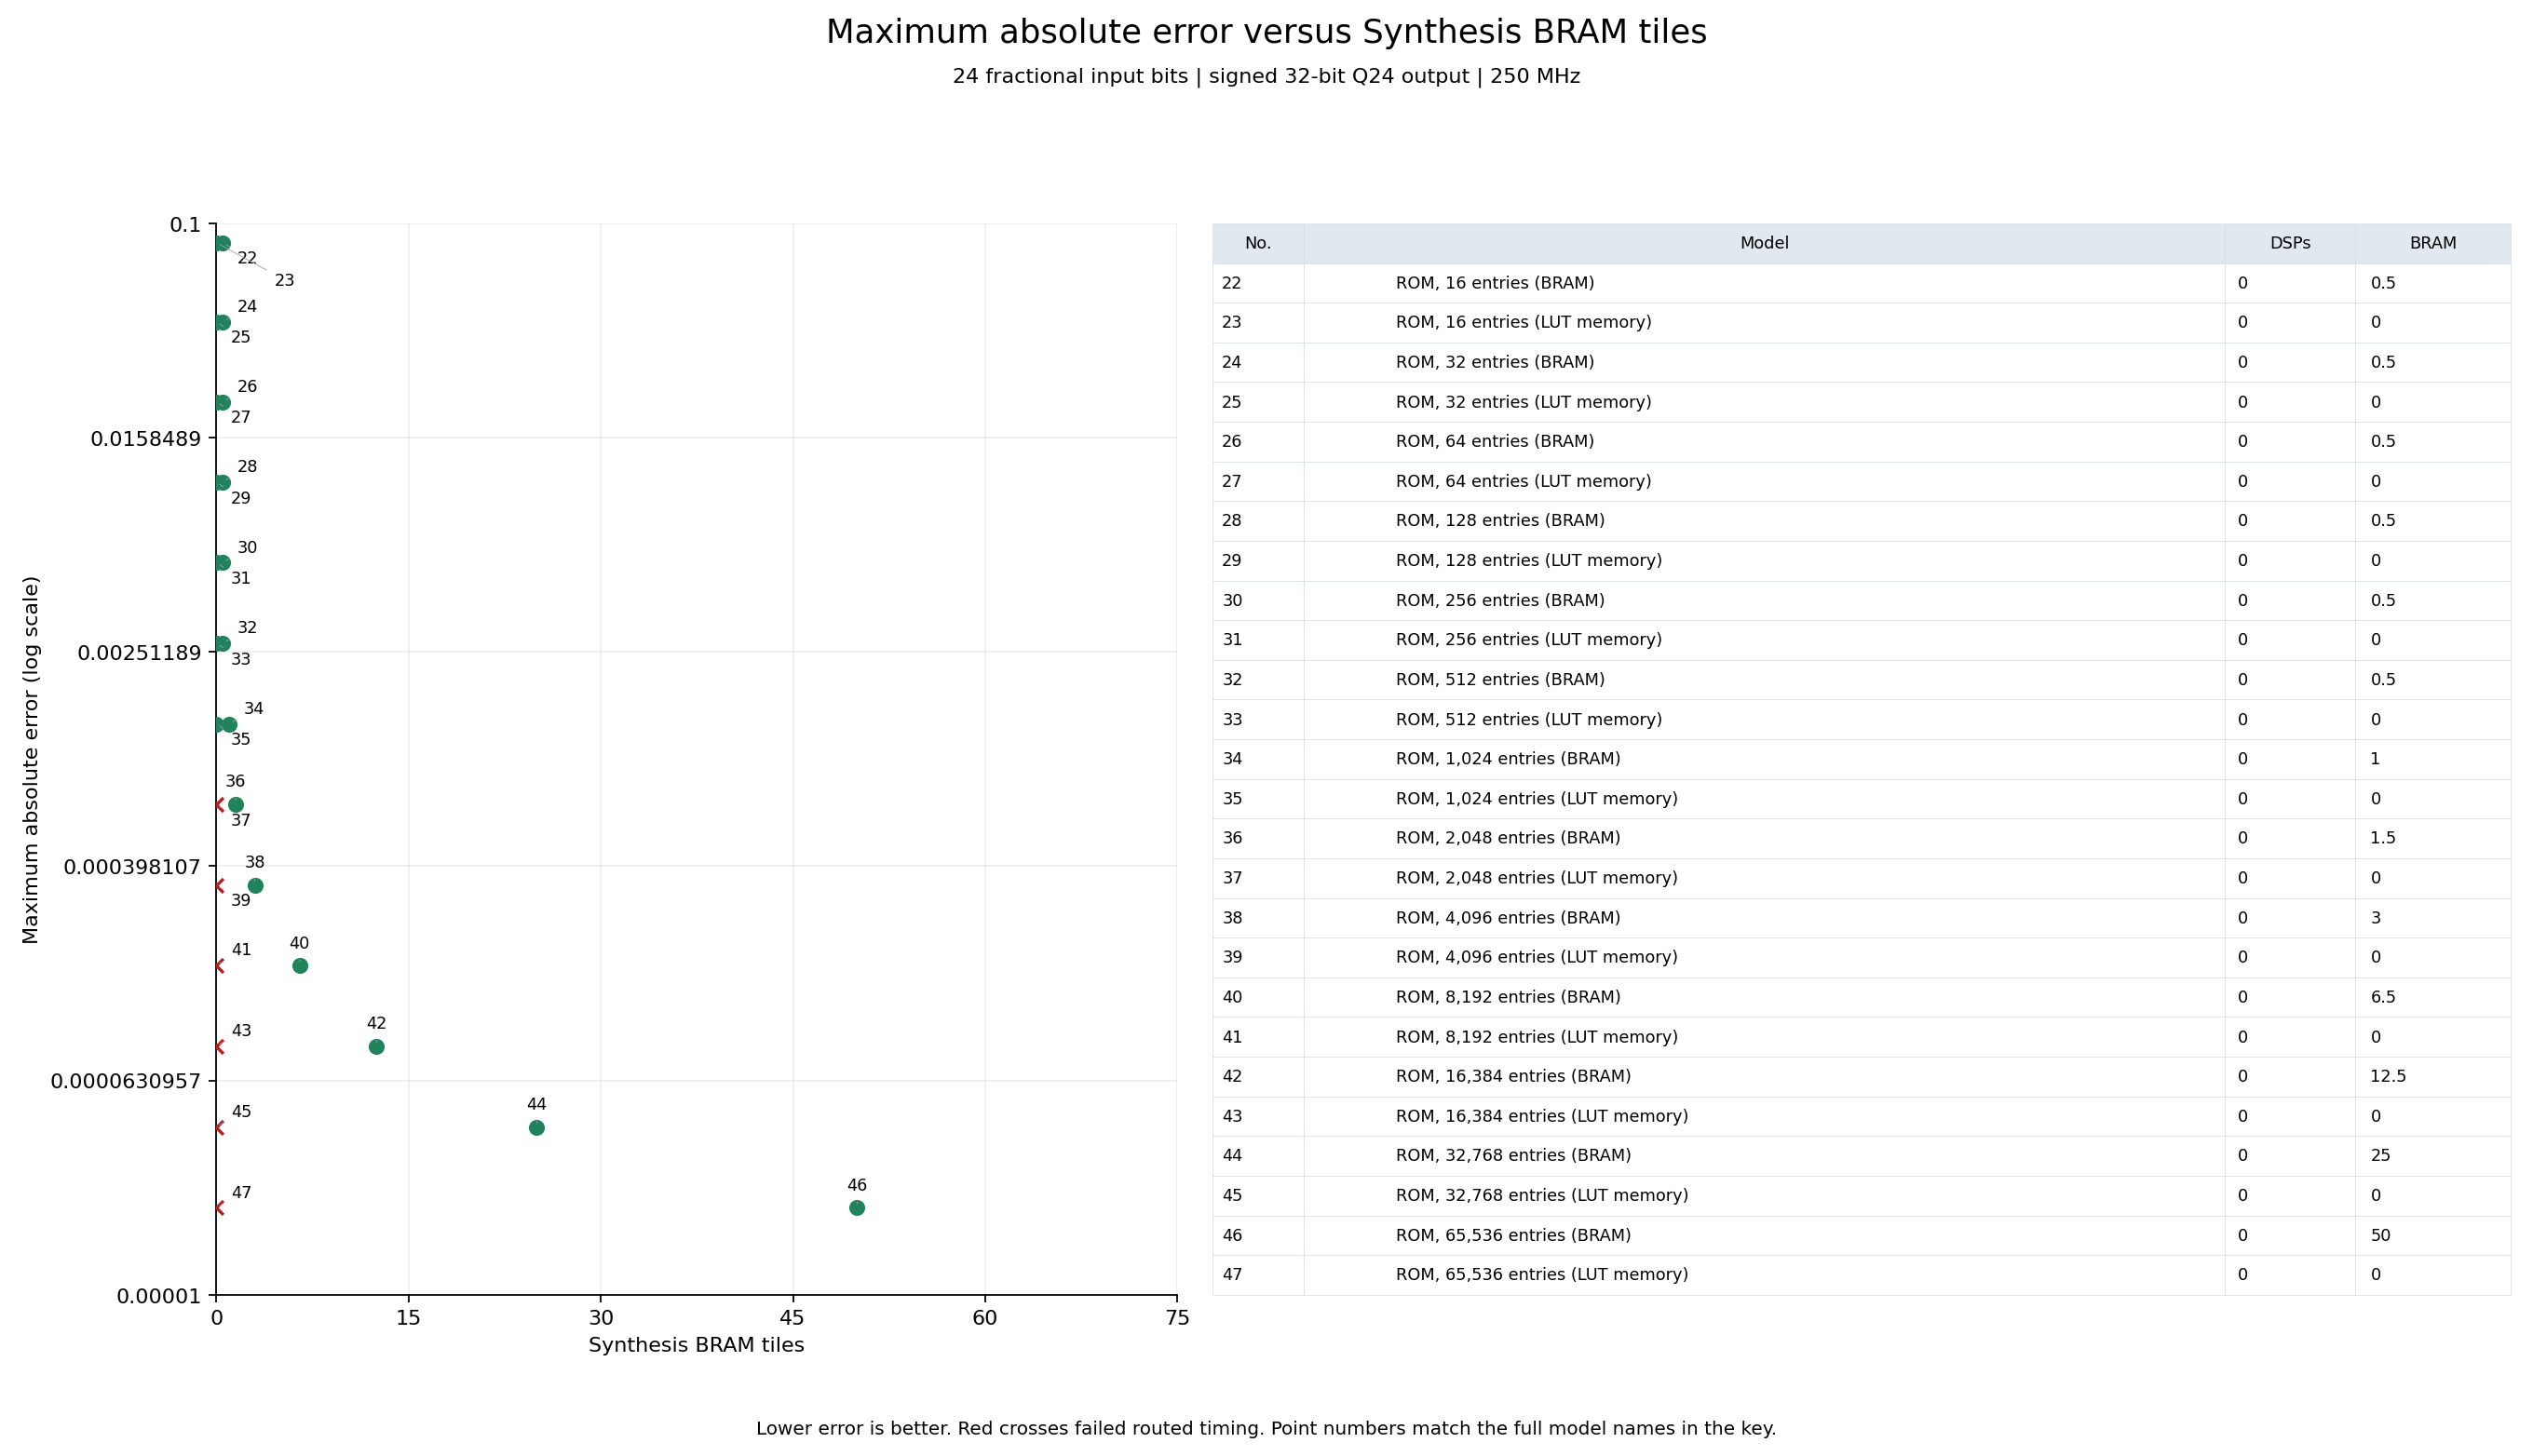 Maximum absolute error versus Synthesis BRAM tiles
24 fractional input bits | signed 32-bit Q24 output | 250 MHz
Maximum absolute error (log scale)
0.1
0.0158489
0.00251189
0.000398107
0.0000630957
0.00001
22
23
24
25
26
27
28
29
30
31
32
33
34
35
36
37
38
39
40
41
42
43
44
45
46
47
0 15 30 45 60 75
Synthesis BRAM tiles
No. Model DSPs BRAM
22 ROM, 16 entries (BRAM) 0 0.5
23 ROM, 16 entries (LUT memory) 0 0
24 ROM, 32 entries (BRAM) 0 0.5
25 ROM, 32 entries (LUT memory) 0 0
26 ROM, 64 entries (BRAM) 0 0.5
27 ROM, 64 entries (LUT memory) 0 0
28 ROM, 128 entries (BRAM) 0 0.5
29 ROM, 128 entries (LUT memory) 0 0
30 ROM, 256 entries (BRAM) 0 0.5
31 ROM, 256 entries (LUT memory) 0 0
32 ROM, 512 entries (BRAM) 0 0.5
33 ROM, 512 entries (LUT memory) 0 0
34 ROM, 1,024 entries (BRAM) 0 1
35 ROM, 1,024 entries (LUT memory) 0 0
36 ROM, 2,048 entries (BRAM) 0 1.5
37 ROM, 2,048 entries (LUT memory) 0 0
38 ROM, 4,096 entries (BRAM) 0 3
39 ROM, 4,096 entries (LUT memory) 0 0
40 ROM, 8,192 entries (BRAM) 0 6.5
41 ROM, 8,192 entries (LUT memory) 0 0
42 ROM, 16,384 entries (BRAM) 0 12.5
43 ROM, 16,384 entries (LUT memory) 0 0
44 ROM, 32,768 entries (BRAM) 0 25
45 ROM, 32,768 entries (LUT memory) 0 0
46 ROM, 65,536 entries (BRAM) 0 50
47 ROM, 65,536 entries (LUT memory) 0 0
Lower error is better. Red crosses failed routed timing. Point numbers match the full model names in the key.